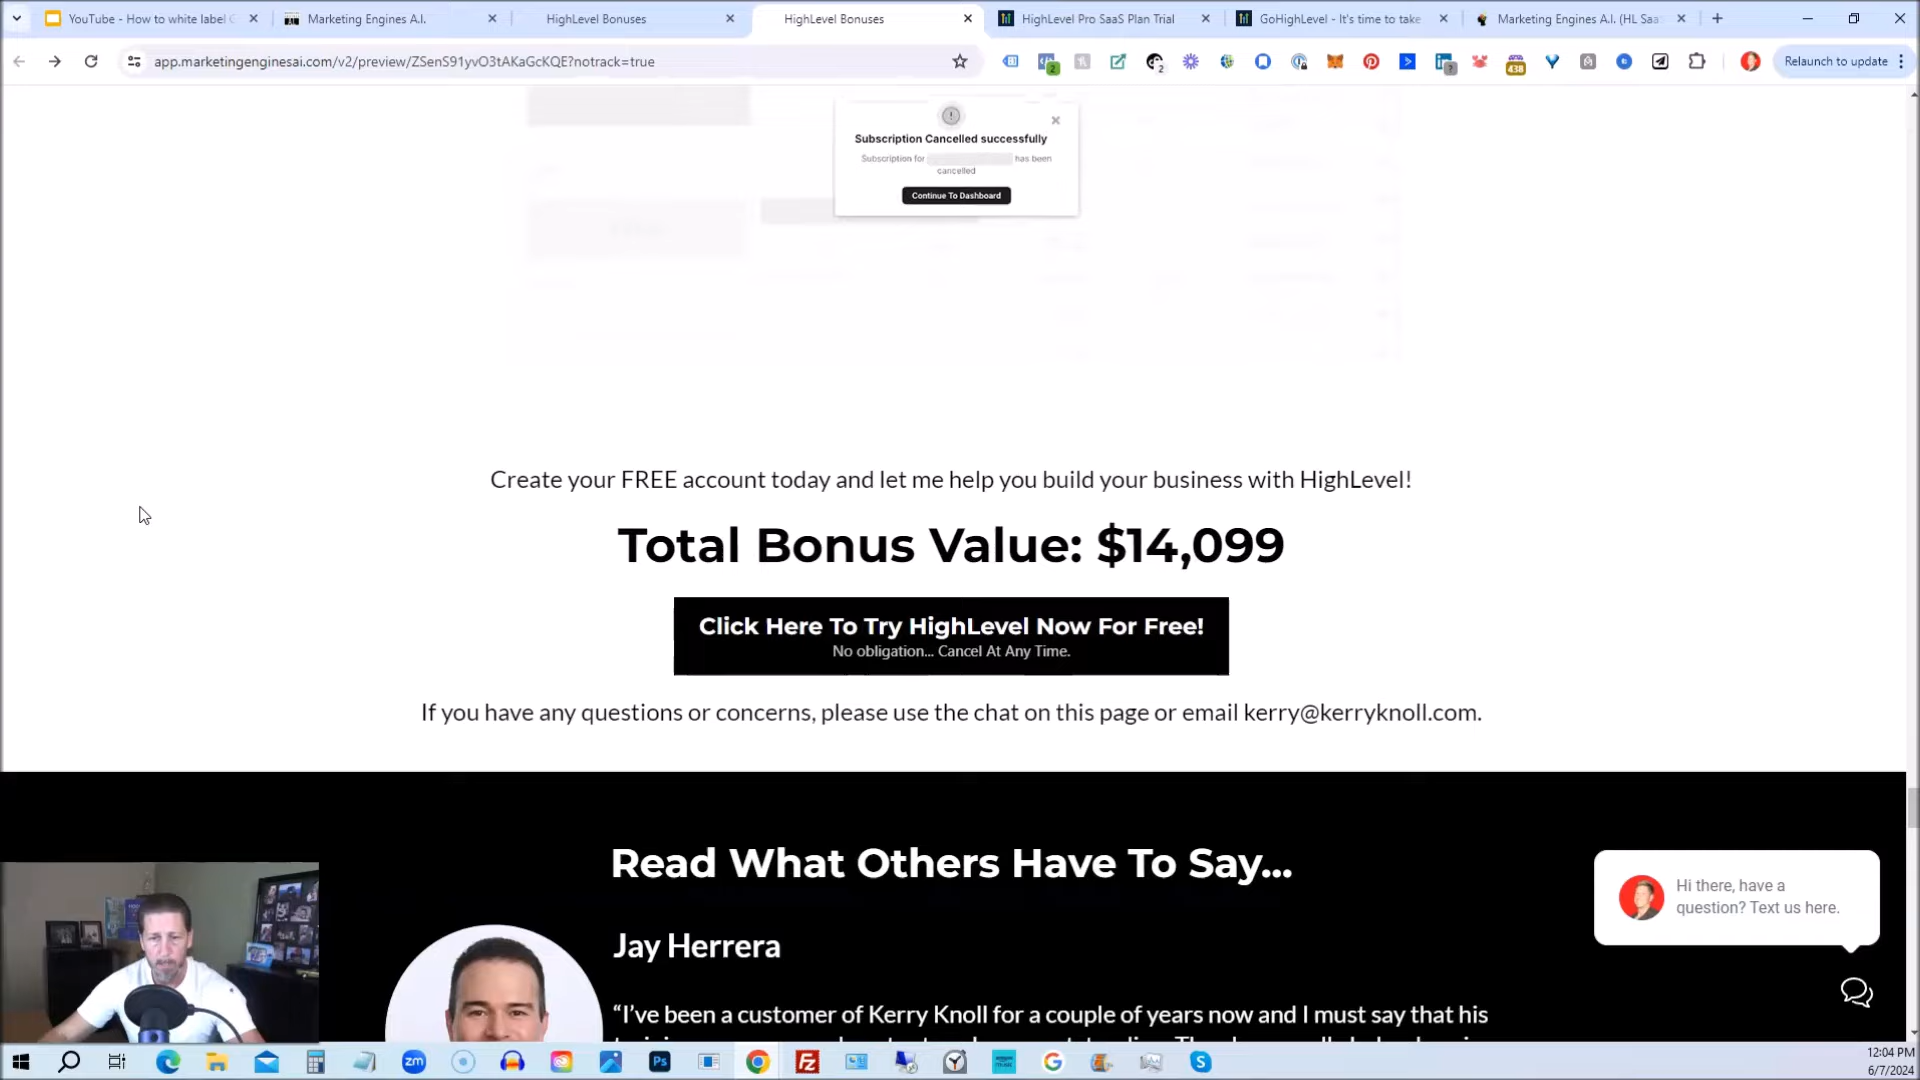 YouTube - How to white label G
Marketing Engines A.I.
HighLevel Bonuses
HighLevel Bonuses
HighLevel Pro SaaS Plan Trial
GoHighLevel - It's time to take
Marketing Engines A.I. (HL Saa
app.marketingenginesai.com/v2/preview/ZSenS91yvO3tAKaGcKQE?notrack=true
2
2
?
438
Relaunch to update
Subscription Cancelled successfully
Subscription for has been
cancelled
Continue To Dashboard
Create your FREE account today and let me help you build your business with HighLevel!
Total Bonus Value: $14,099
Click Here To Try HighLevel Now For Free!
No obligation... Cancel At Any Time.
If you have any questions or concerns, please use the chat on this page or email kerry@kerryknoll.com.
Read What Others Have To Say...
Hi there, have a
question? Text us here.
Jay Herrera
“I’ve been a customer of Kerry Knoll for a couple of years now and I must say that his
zm
Ps
12:04 PM
6/7/2024